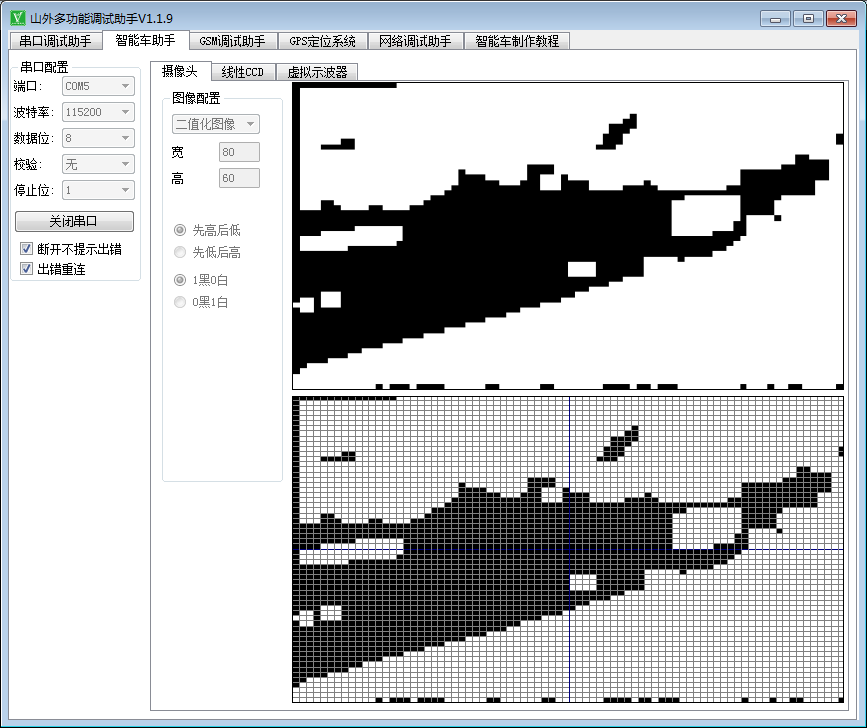 山外多功能调试助手V1.1.9
串口调试助手 智能车助手 GSM调试助手 GPS定位系统 网络调试助手 智能车制作教程
串口配置
端口: COM5
波特率: 115200
数据位: 8
校验: 无
停止位: 1
关闭串口
断开不提示出错
出错重连
摄像头 线性CCD 虚拟示波器
图像配置
二值化图像
宽 80
高 60
先高后低
先低后高
1黑0白
0黑1白